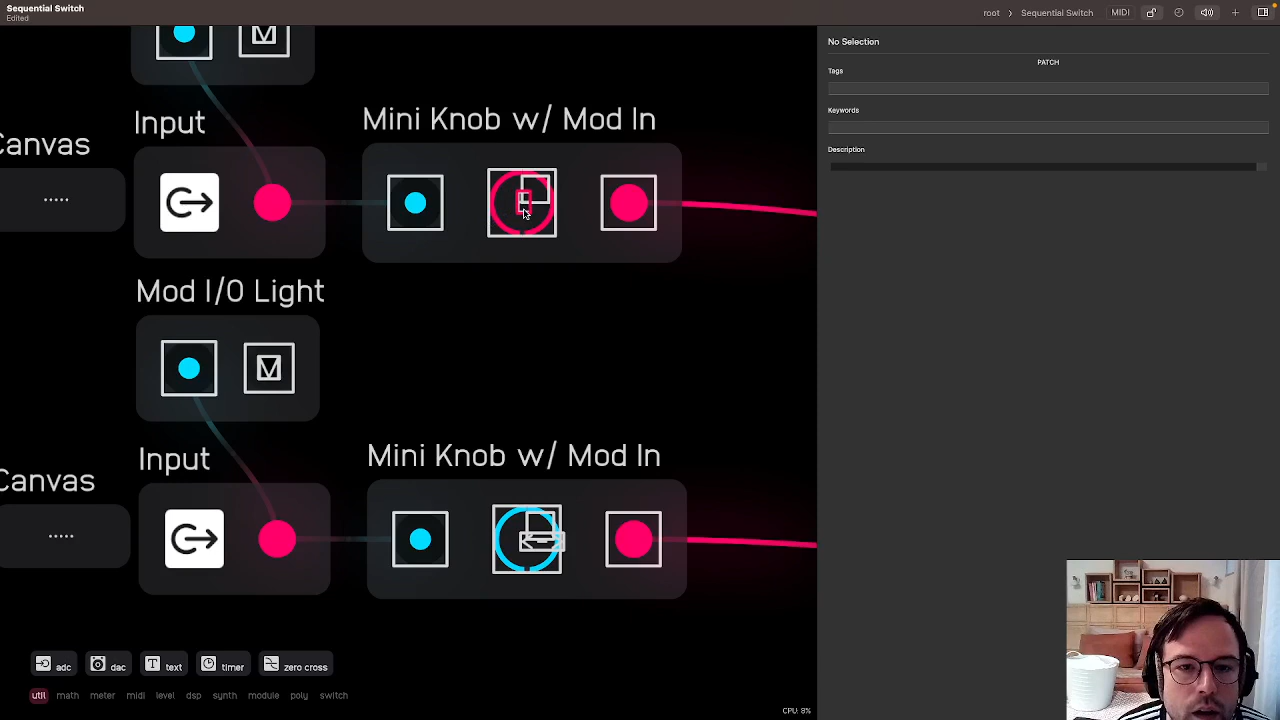 Sequential Switch
Edited
root > Sequential Switch MIDI
No Selection
PATCH
Tags
Keywords
Description
M
Input
Mini Knob w/ Mod In
Canvas
Mod I/O Light
M
Input
Mini Knob w/ Mod In
Canvas
adc dac text timer zero cross
util math meter midi level dsp synth module poly switch
CPU: 8%